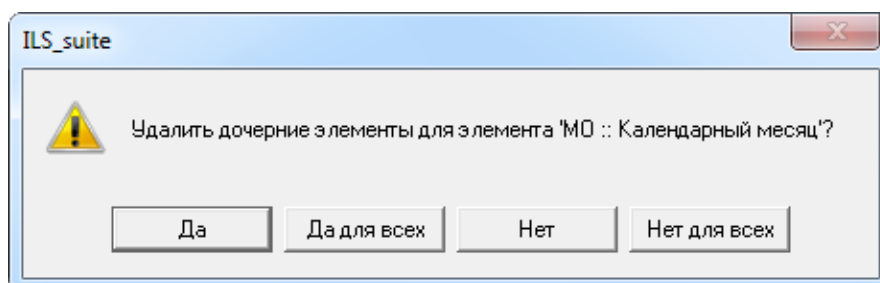 ILS_suite
Удалить дочерние элементы для элемента 'МО :: Календарный месяц'?
Да
Да для всех
Нет
Нет для всех